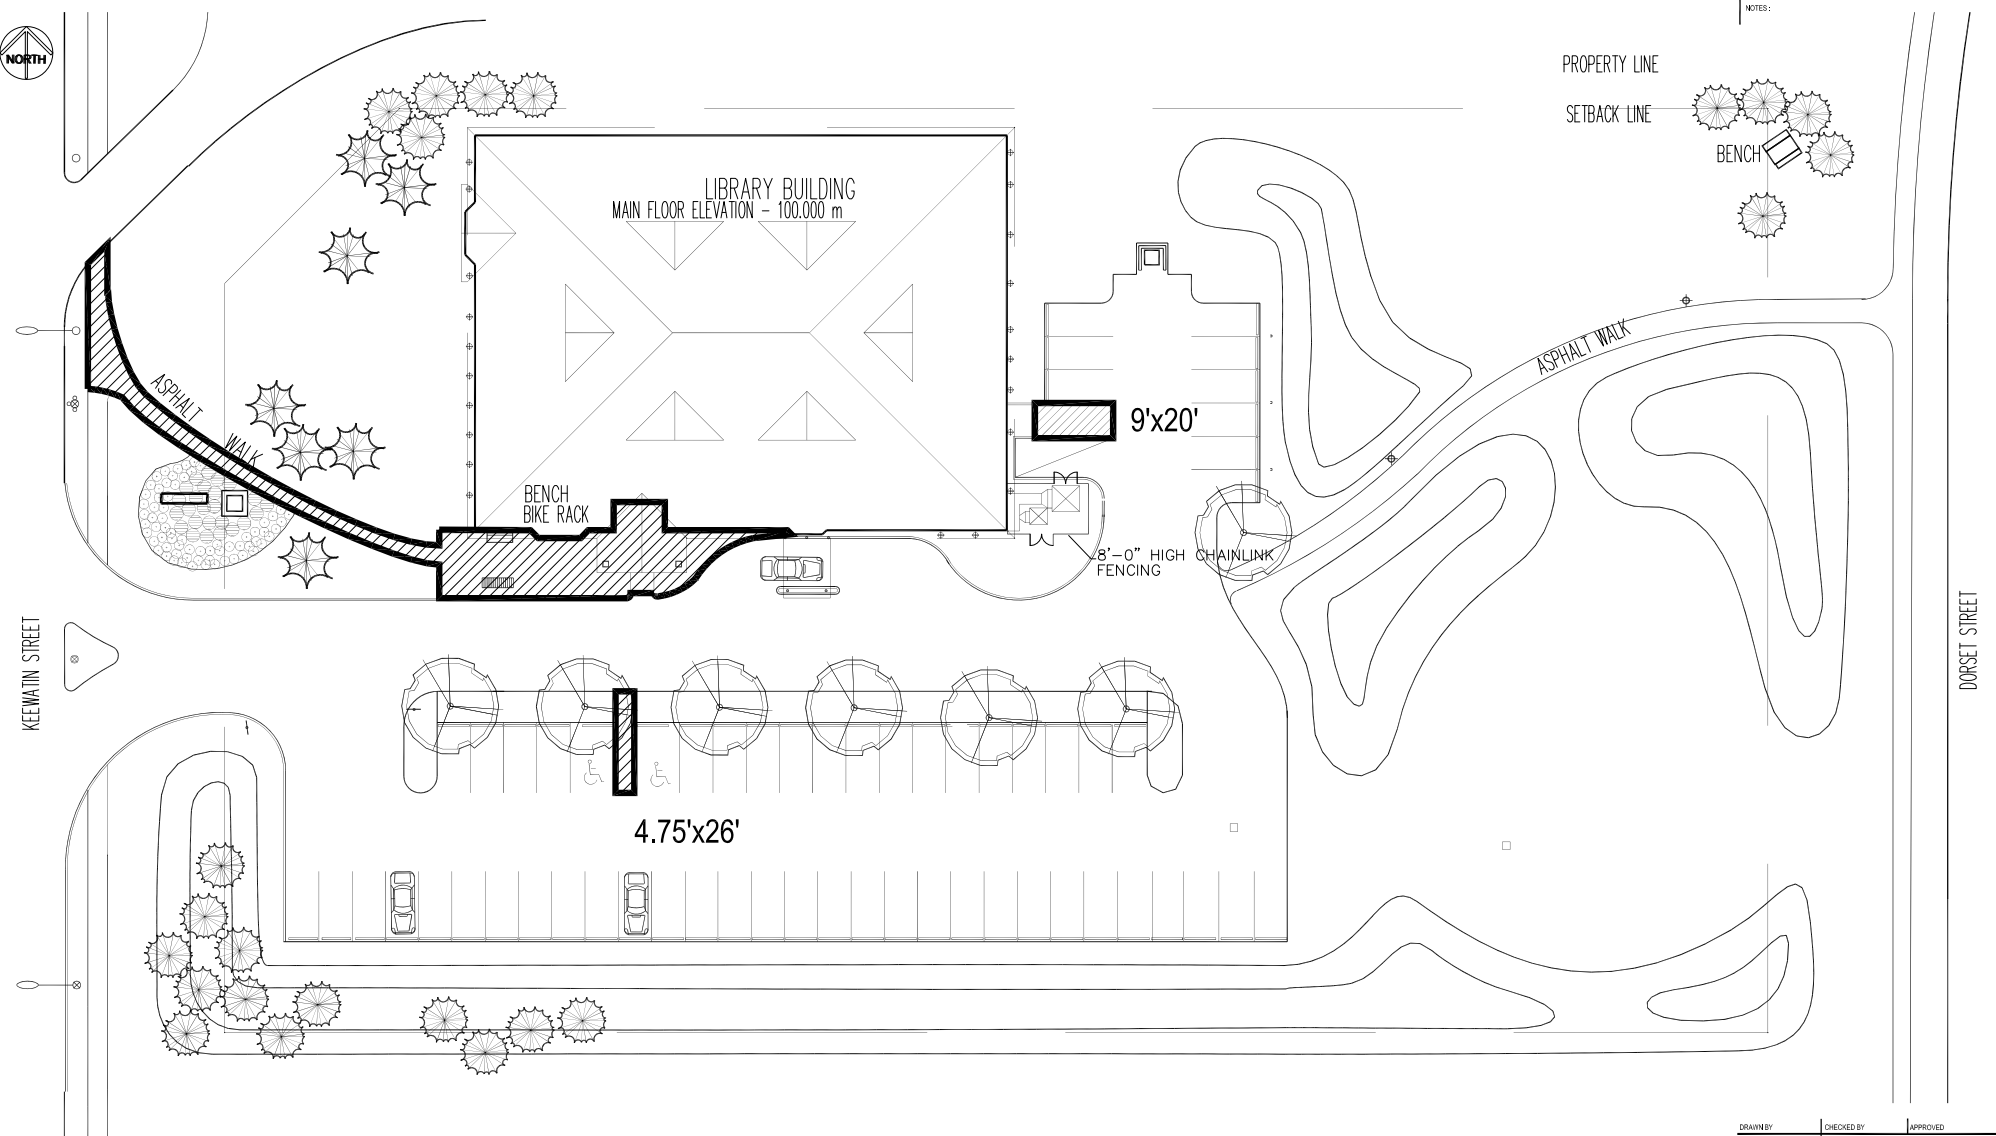 NOTES:
NORTH
PROPERTY LINE
SETBACK LINE
BENCH
LIBRARY BUILDING
MAIN FLOOR ELEVATION - 100.000 m
ASPHALT WALK
ASPHALT
WALK
9'x20'
BENCH
BIKE RACK
8'-0" HIGH CHAINLINK
FENCING
KEEWATIN STREET
DORSET STREET
4.75'x26'
DRAWN BY
CHECKED BY
APPROVED